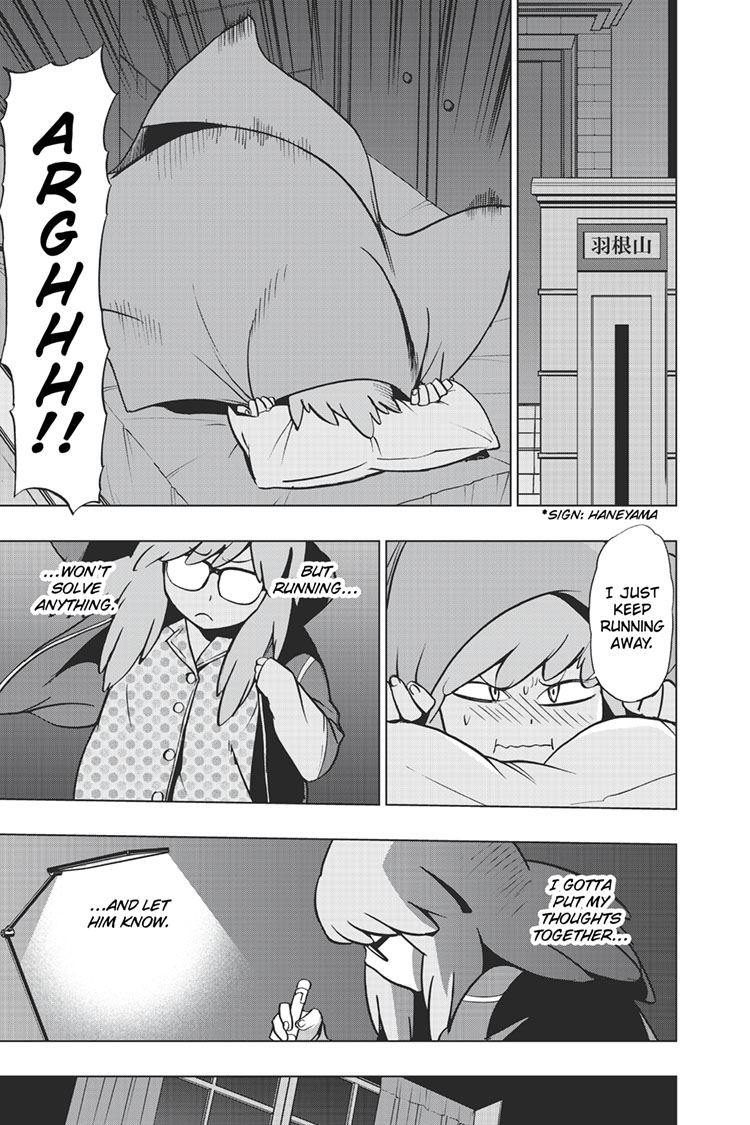 羽根山
*SIGN: HANEYAMA
ARGHHH!!
I JUST
KEEP
RUNNING
AWAY.
BUT
RUNNING...
...WON'T
SOLVE
ANYTHING.
I GOTTA
PUT MY
THOUGHTS
TOGETHER...
...AND LET
HIM KNOW.